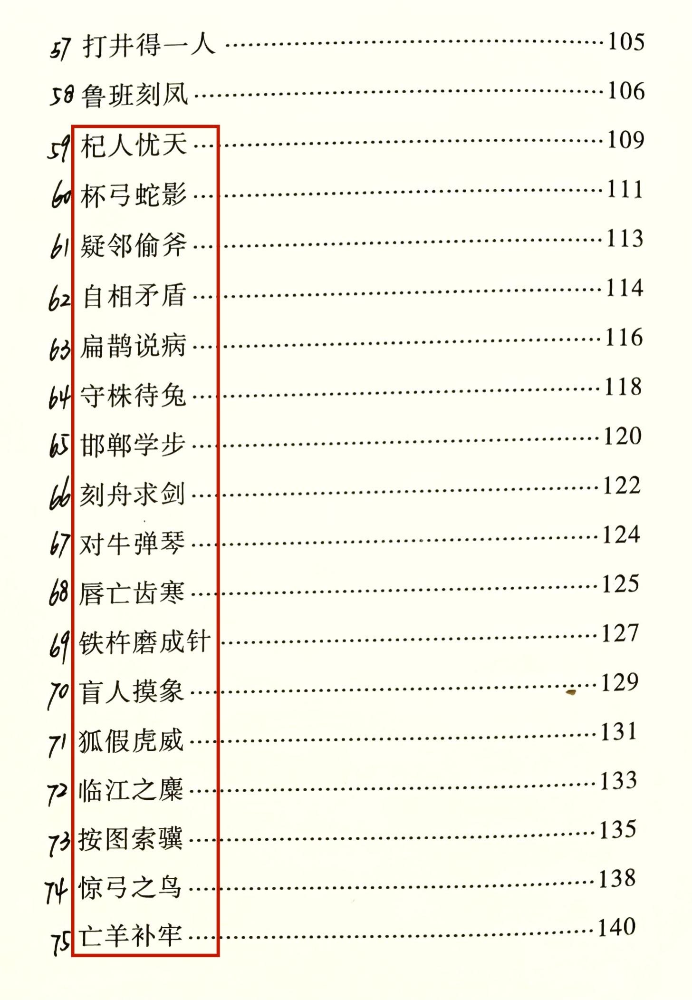 57 打井得一人 105
58 鲁班刻凤 106
59 杞人忧天 109
60 杯弓蛇影 111
61 疑邻偷斧 113
62 自相矛盾 114
63 扁鹊说病 116
64 守株待兔 118
65 邯郸学步 120
66 刻舟求剑 122
67 对牛弹琴 124
68 唇亡齿寒 125
69 铁杵磨成针 127
70 盲人摸象 129
71 狐假虎威 131
72 临江之麋 133
73 按图索骥 135
74 惊弓之鸟 138
75 亡羊补牢 140